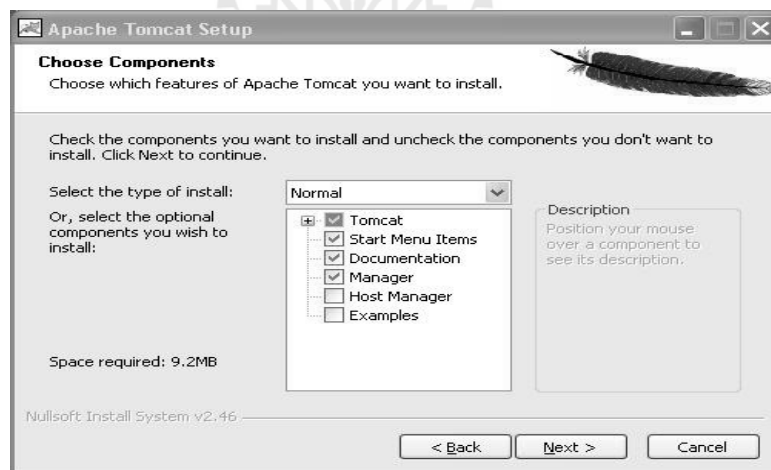 Apache Tomcat Setup
Choose Components
Choose which features of Apache Tomcat you want to install.
Check the components you want to install and uncheck the components you don't want to
install. Click Next to continue.
Select the type of install:
Normal
Or, select the optional
components you wish to
install:
Tomcat
Start Menu Items
Documentation
Manager
Host Manager
Examples
Description
Position your mouse
over a component to
see its description.
Space required: 9.2MB
Nullsoft Install System v2.46
< Back
Next >
Cancel